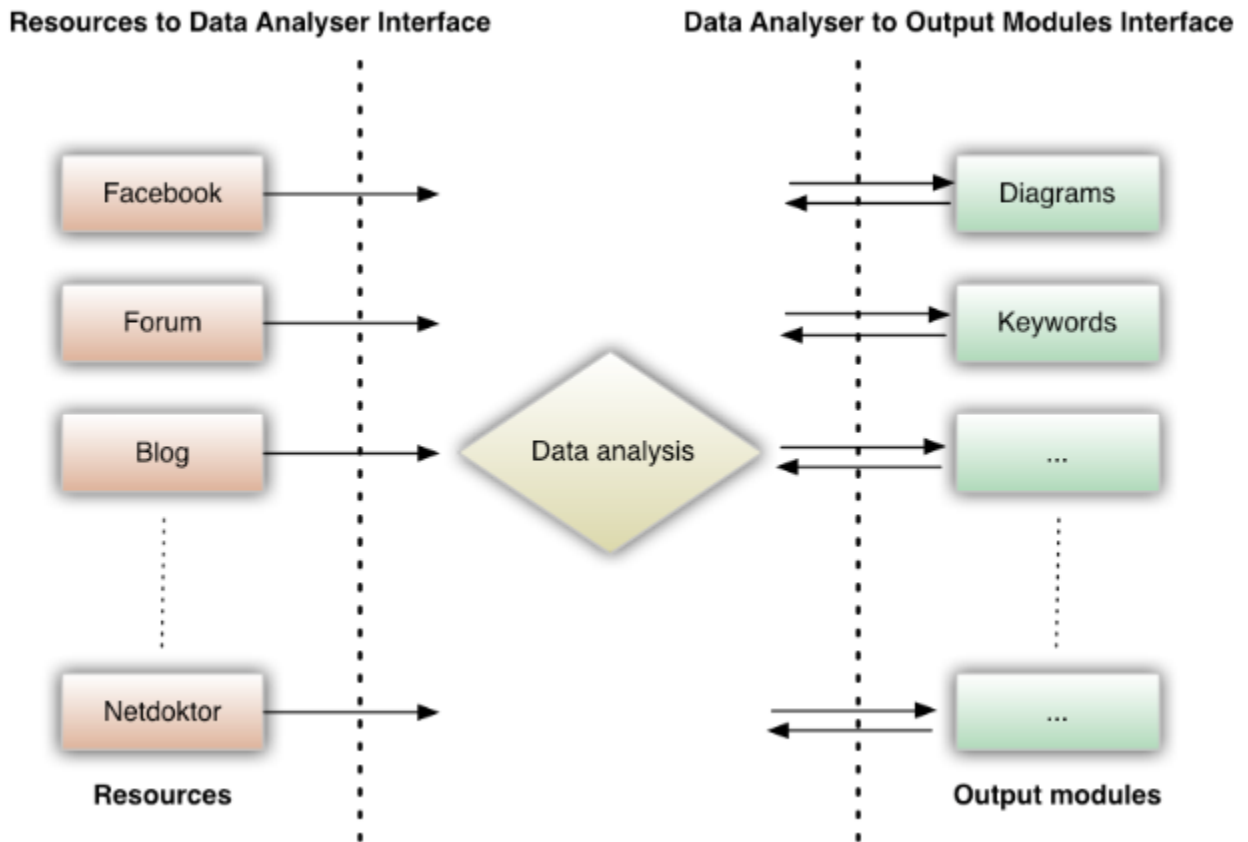 Resources to Data Analyser Interface
Data Analyser to Output Modules Interface
Facebook
Diagrams
Forum
Keywords
Blog
Data analysis
...
Netdoktor
...
Resources
Output modules